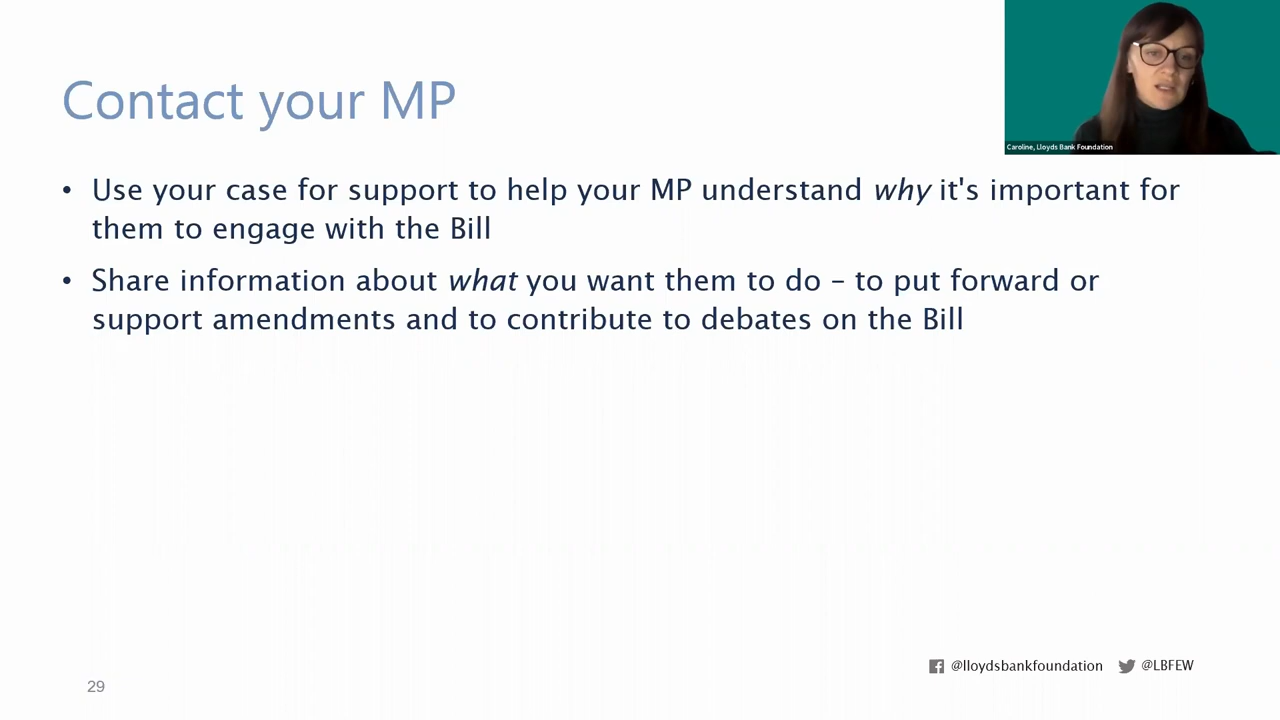 Contact your MP
Caroline, Lloyds Bank Foundation
• Use your case for support to help your MP understand why it's important for
them to engage with the Bill
• Share information about what you want them to do – to put forward or
support amendments and to contribute to debates on the Bill
@lloydsbankfoundation @LBFEW
29